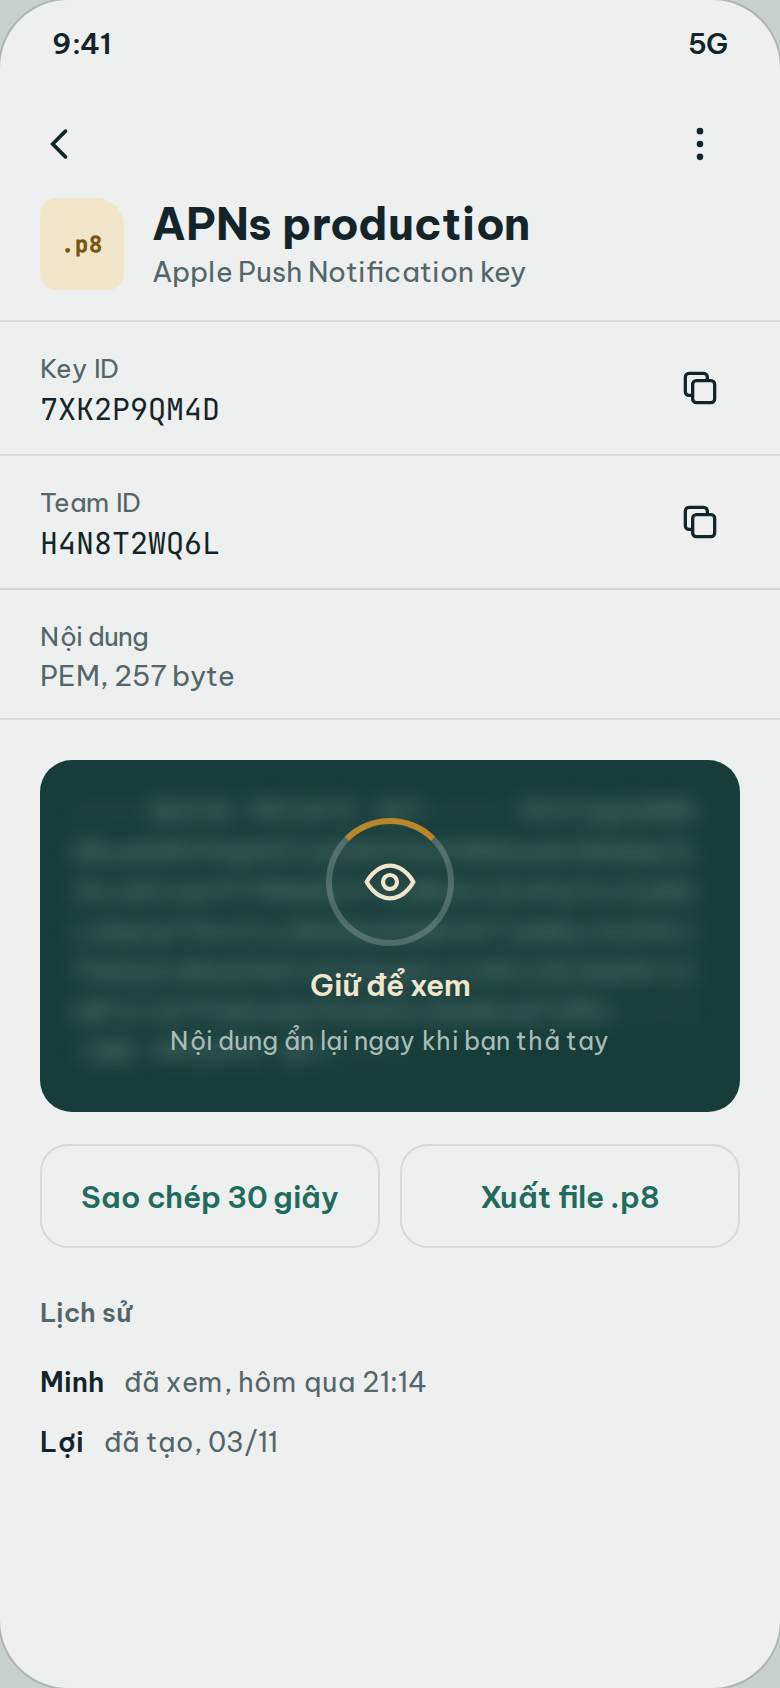 9:41
5G
.p8
APNs production
Apple Push Notification key
Key ID
7XK2P9QM4D
Team ID
H4N8T2WQ6L
Nội dung
PEM, 257 byte
Giữ để xem
Nội dung ẩn lại ngay khi bạn thả tay
Sao chép 30 giây
Xuất file .p8
Lịch sử
Minh đã xem, hôm qua 21:14
Lợi đã tạo, 03/11